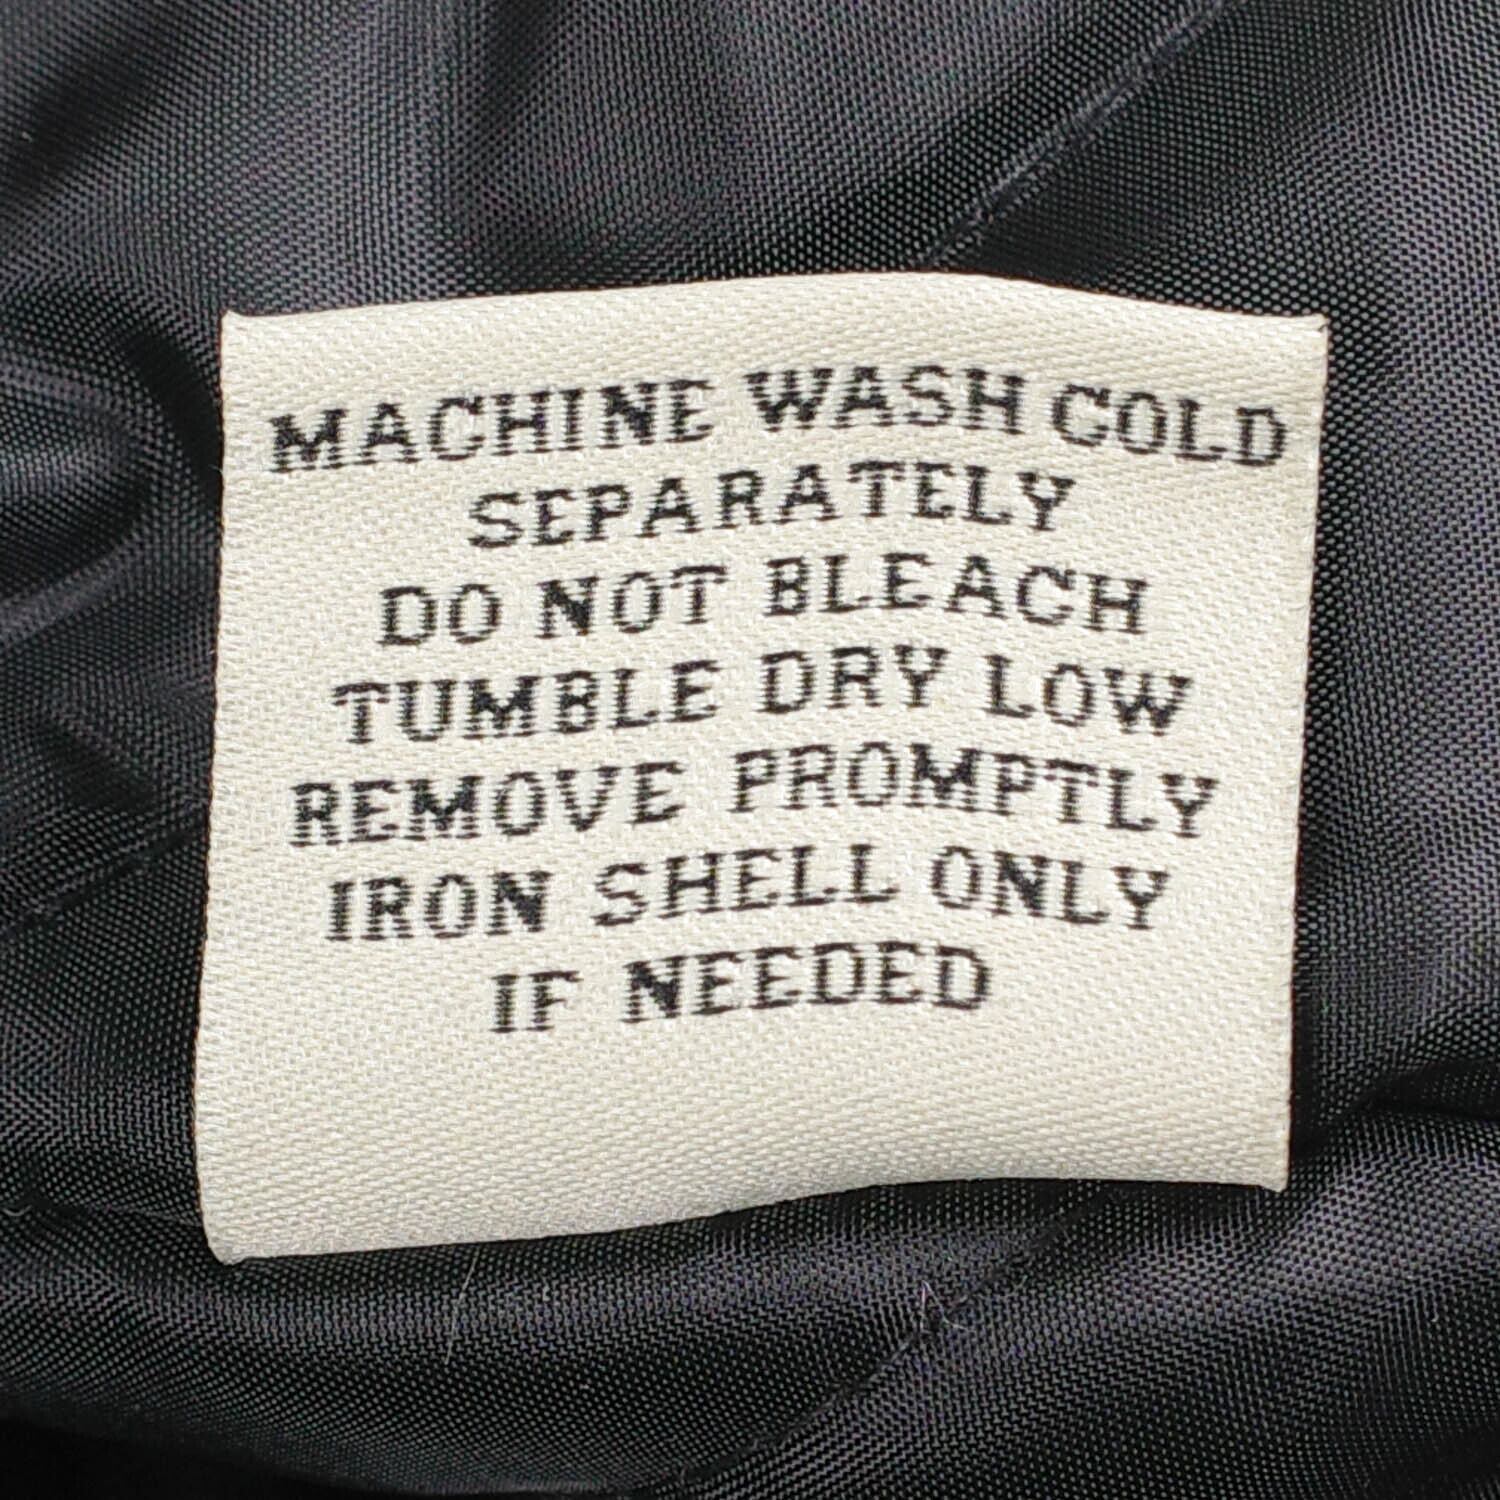 MACHINE WASH COLD
SEPARATELY
DO NOT BLEACH
TUMBLE DRY LOW
REMOVE PROMPTLY
IRON SHELL ONLY
IF NEEDED